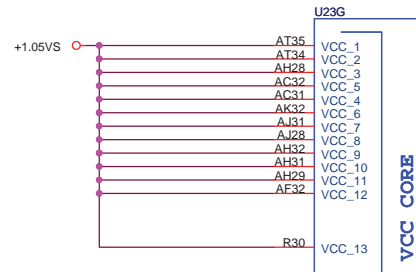 U23G
+1.05VS
AT35 VCC_1
AT34 VCC_2
AH28 VCC_3
AC32 VCC_5
AC31 VCC_4
AK32 VCC_6
AJ31 VCC_7
AJ28 VCC_8
AH32 VCC_9
AH31 VCC_10
AH29 VCC_11
AF32 VCC_12
R30 VCC_13
VCC CORE